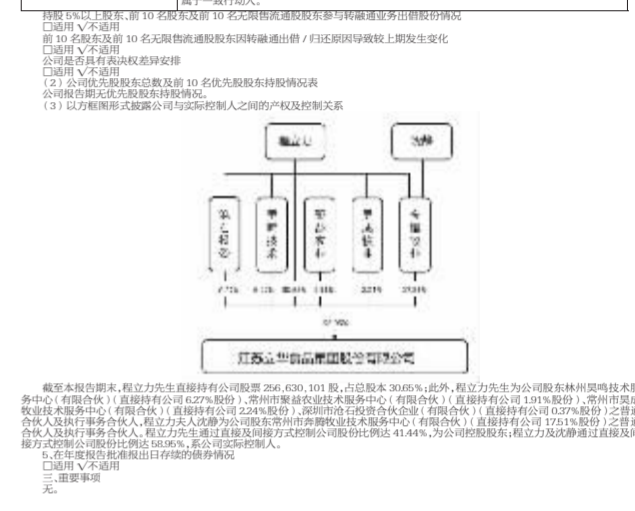 属于一致行动人。
持股5%以上股东、前10名股东及前10名无限售流通股股东参与转融通业务出借股份情况
□适用 √不适用
前10名股东及前10名无限售流通股股东因转融通出借/归还原因导致较上期发生变化
□适用 √不适用
公司是否具有表决权差异安排
□适用 √不适用
（2）公司优先股股东总数及前10名优先股股东持股情况表
公司报告期无优先股股东持股情况。
（3）以方框图形式披露公司与实际控制人之间的产权及控制关系
程立力
沈静
江苏立华食品集团股份有限公司
截至本报告期末，程立力先生直接持有公司股票256,630,101股，占总股本30.65%；此外，程立力先生为公司股东林州昊鸣技术服
务中心（有限合伙）（直接持有公司6.27%股份）、常州市聚益农业技术服务中心（有限合伙）（直接持有公司1.91%股份）、常州市昊成
牧业技术服务中心（有限合伙）（直接持有公司2.24%股份）、深圳市沧石投资合伙企业（有限合伙）（直接持有公司0.37%股份）之普通
合伙人及执行事务合伙人，程立力夫人沈静为公司股东常州市奔腾牧业技术服务中心（有限合伙）（直接持有公司17.51%股份）之普通
合伙人及执行事务合伙人。程立力先生通过直接及间接方式控制公司股份比例达41.44%，为公司控股股东；程立力及沈静通过直接及间
接方式控制公司股份比例达58.95%，系公司实际控制人。
5、在年度报告批准报出日存续的债券情况
□适用 √不适用
三、重要事项
无。